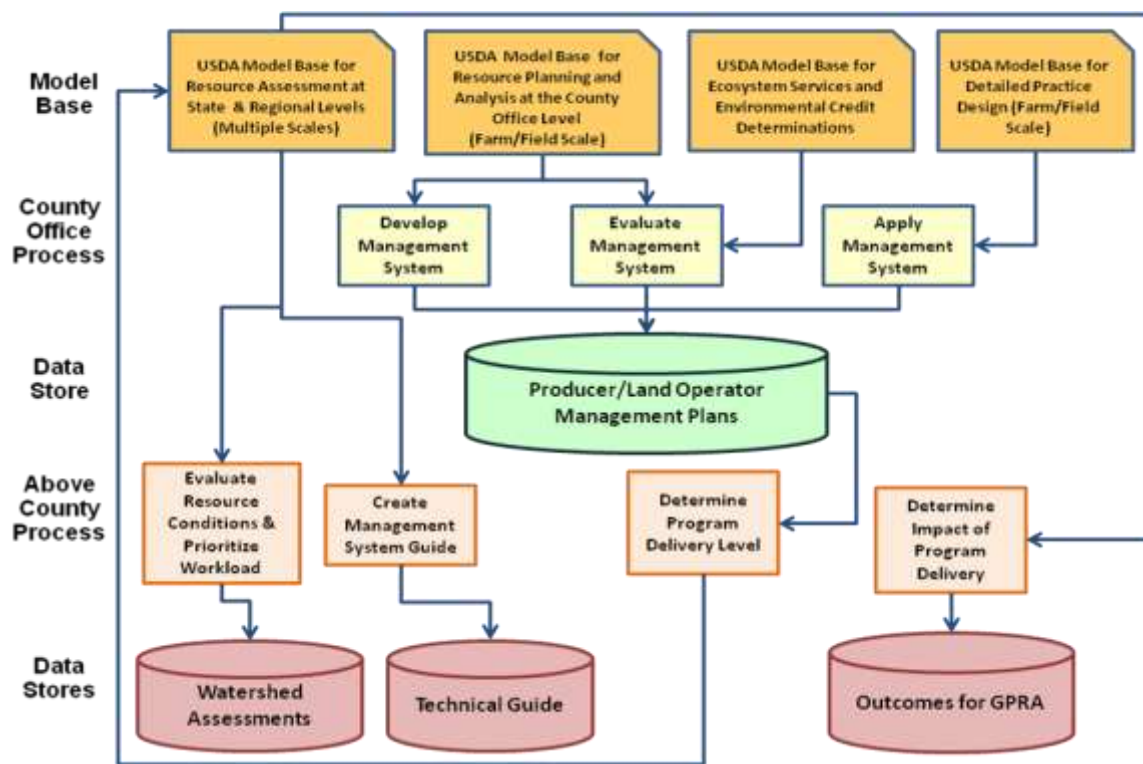 Model
Base
USDA Model Base for
Resource Assessment at
State & Regional Levels
(Multiple Scales)
USDA Model Base for
Resource Planning and
Analysis at the County
Office Level
(Farm/Field Scale)
USDA Model Base for
Ecosystem Services and
Environmental Credit
Determinations
USDA Model Base for
Detailed Practice
Design (Farm/Field
Scale)
County
Office
Process
Develop
Management
System
Evaluate
Management
System
Apply
Management
System
Data
Store
Producer/Land Operator
Management Plans
Above
County
Process
Evaluate
Resource
Conditions &
Prioritize
Workload
Create
Management
System Guide
Determine
Program
Delivery Level
Determine
Impact of
Program
Delivery
Data
Stores
Watershed
Assessments
Technical Guide
Outcomes for GPRA